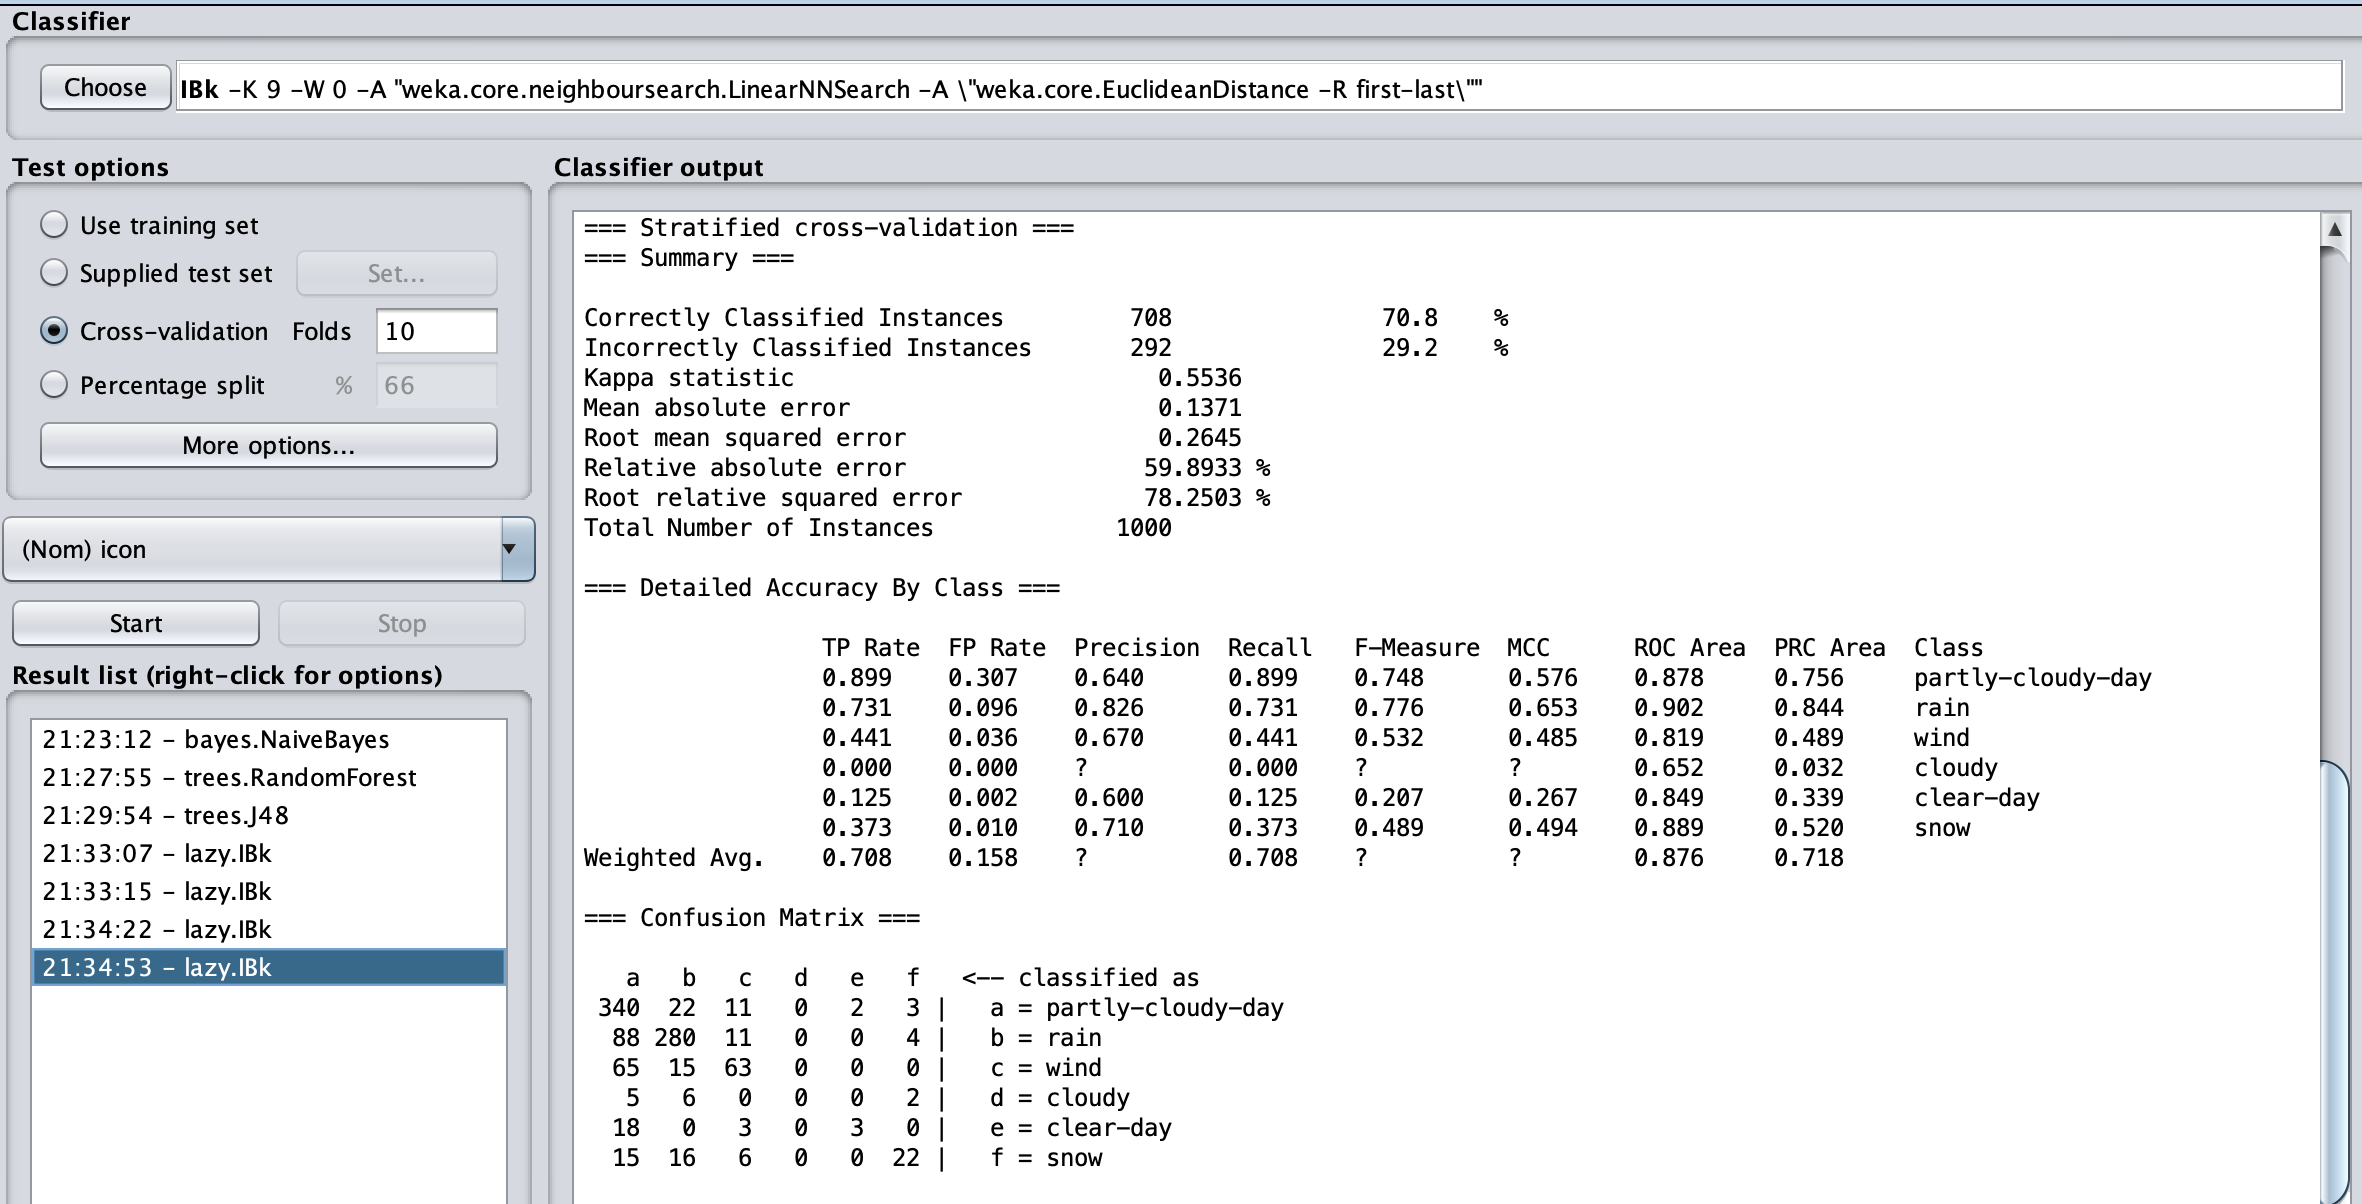 Classifier
Choose IBk -K 9 -W 0 -A "weka.core.neighboursearch.LinearNNSearch -A \"weka.core.EuclideanDistance -R first-last\""
Test options
Use training set
Supplied test set Set...
Cross-validation Folds 10
Percentage split % 66
More options...
(Nom) icon
Start Stop
Result list (right-click for options)
21:23:12 - bayes.NaiveBayes
21:27:55 - trees.RandomForest
21:29:54 - trees.J48
21:33:07 - lazy.IBk
21:33:15 - lazy.IBk
21:34:22 - lazy.IBk
21:34:53 - lazy.IBk
Classifier output
=== Stratified cross-validation ===
=== Summary ===
Correctly Classified Instances 708 70.8 %
Incorrectly Classified Instances 292 29.2 %
Kappa statistic 0.5536
Mean absolute error 0.1371
Root mean squared error 0.2645
Relative absolute error 59.8933 %
Root relative squared error 78.2503 %
Total Number of Instances 1000
=== Detailed Accuracy By Class ===
TP Rate FP Rate Precision Recall F-Measure MCC ROC Area PRC Area Class
0.899 0.307 0.640 0.899 0.748 0.576 0.878 0.756 partly-cloudy-day
0.731 0.096 0.826 0.731 0.776 0.653 0.902 0.844 rain
0.441 0.036 0.670 0.441 0.532 0.485 0.819 0.489 wind
0.000 0.000 ? 0.000 ? ? 0.652 0.032 cloudy
0.125 0.002 0.600 0.125 0.207 0.267 0.849 0.339 clear-day
0.373 0.010 0.710 0.373 0.489 0.494 0.889 0.520 snow
Weighted Avg. 0.708 0.158 ? 0.708 ? ? 0.876 0.718
=== Confusion Matrix ===
a b c d e f <-- classified as
340 22 11 0 2 3 | a = partly-cloudy-day
88 280 11 0 0 4 | b = rain
65 15 63 0 0 0 | c = wind
5 6 0 0 0 2 | d = cloudy
18 0 3 0 3 0 | e = clear-day
15 16 6 0 0 22 | f = snow